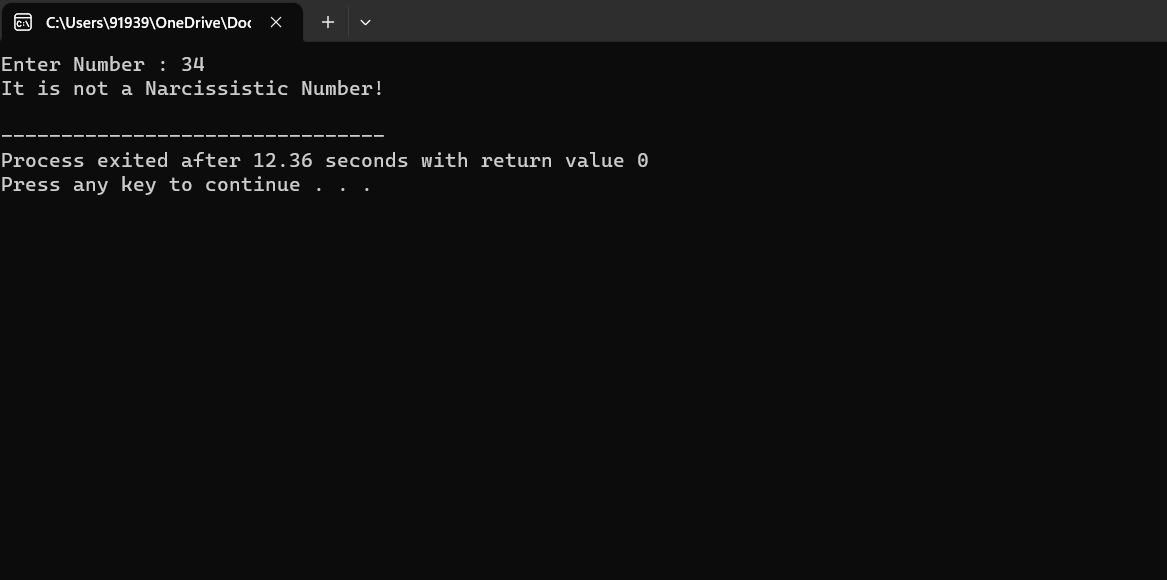 C:\Users\91939\OneDrive\Doc
Enter Number : 34
It is not a Narcissistic Number!
--------------------------------
Process exited after 12.36 seconds with return value 0
Press any key to continue . . .